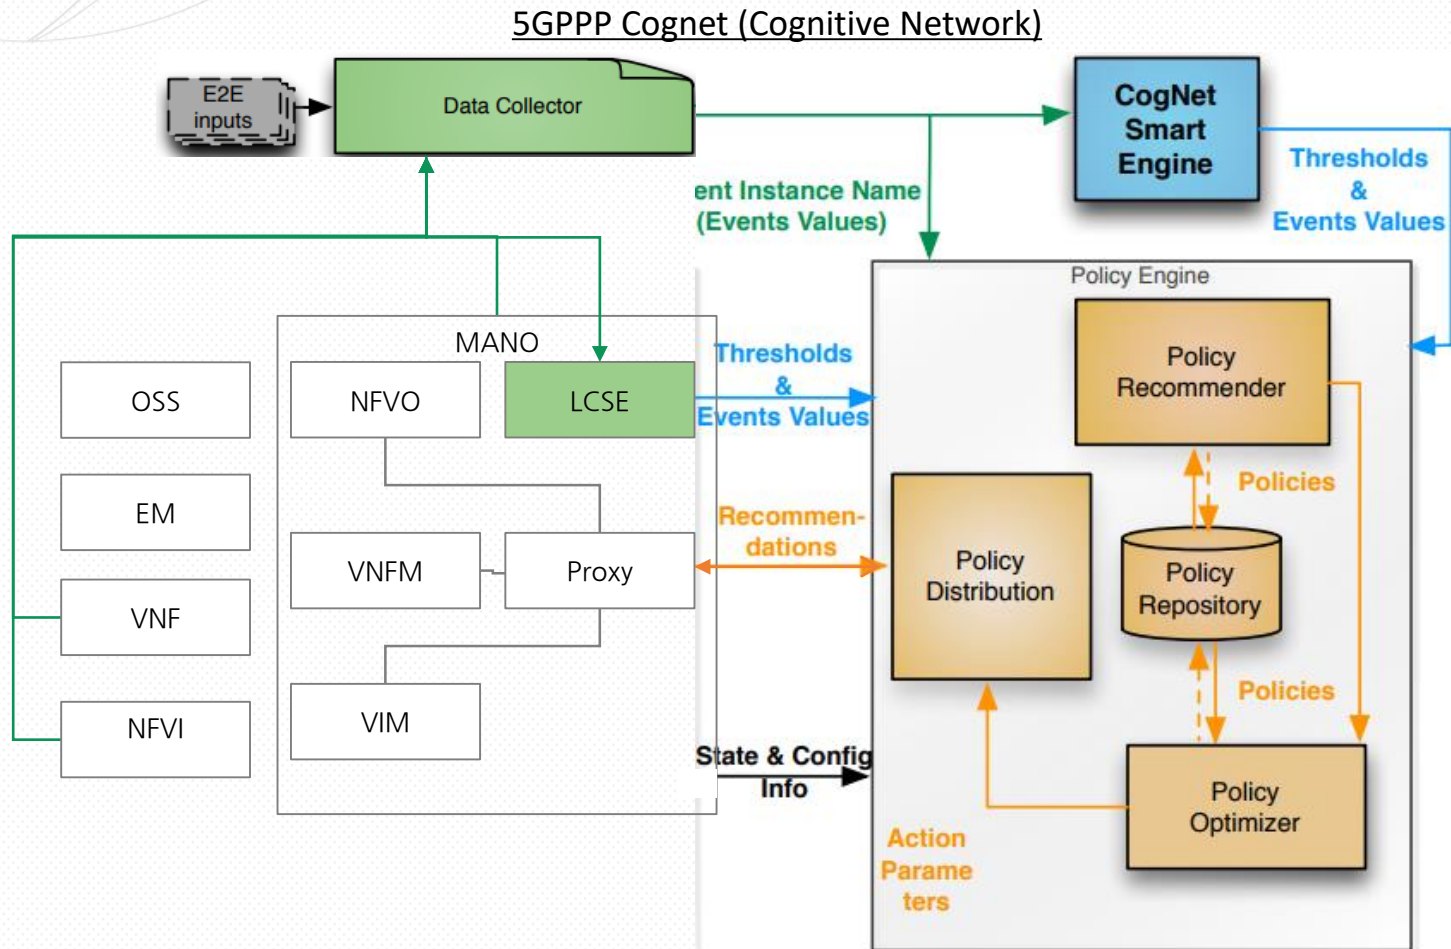 5GPPP Cognet (Cognitive Network)
E2E
inputs
Data Collector
CogNet
Smart
Engine
Thresholds
&
Events Values
ent Instance Name
(Events Values)
Policy Engine
MANO
OSS
NFVO
LCSE
EM
VNFM
Proxy
VNF
NFVI
VIM
Thresholds
&
Events Values
Recommen-
dations
State & Config
Info
Policy
Recommender
Policies
Policy
Distribution
Policy
Repository
Policies
Policy
Optimizer
Action
Parame
ters